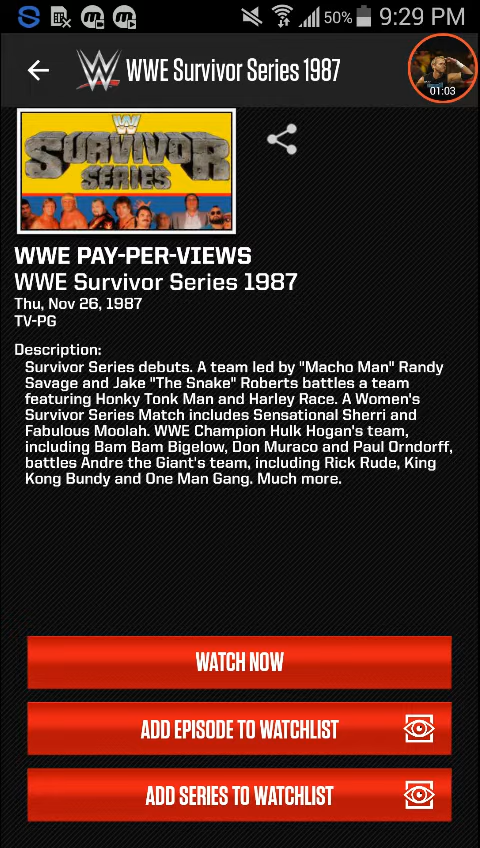 50% 9:29 PM
WWE Survivor Series 1987
01:03
W
SURVIVOR
SERIES
WWE PAY-PER-VIEWS
WWE Survivor Series 1987
Thu, Nov 26, 1987
TV-PG
Description:
Survivor Series debuts. A team led by "Macho Man" Randy
Savage and Jake "The Snake" Roberts battles a team
featuring Honky Tonk Man and Harley Race. A Women's
Survivor Series Match includes Sensational Sherri and
Fabulous Moolah. WWE Champion Hulk Hogan's team,
including Bam Bam Bigelow, Don Muraco and Paul Orndorff,
battles Andre the Giant's team, including Rick Rude, King
Kong Bundy and One Man Gang. Much more.
WATCH NOW
ADD EPISODE TO WATCHLIST
ADD SERIES TO WATCHLIST